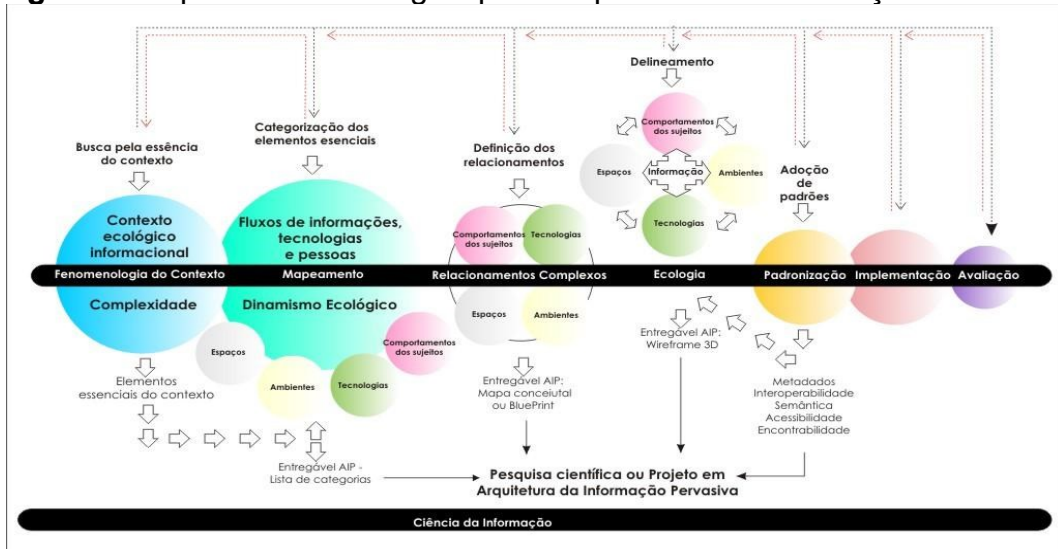 Delineamento
Categorização dos
elementos esenciais
Busca pela essência
do contexto
Definição dos
relacionamentos
Comportamentos
dos sujeitos
Espaços
Informação
Ambientes
Tecnologias
Adoção
de
padrões
Contexto
ecológico
informacional
Fluxos de informações,
tecnologias
e pessoas
Comportamentos
dos sujeitos
Tecnologias
Fenomenologia do Contexto
Mapeamento
Relacionamentos Complexos
Ecologia
Padronização
Implementação
Avaliação
Complexidade
Dinamismo Ecológico
Espaços
Ambientes
Espaços
Ambientes
Tecnologias
Comportamentos
dos sujeitos
Entregável AIP:
Wireframe 3D
Elementos
essenciais do contexto
Entregável AIP:
Mapa conceiutal
ou BluePrint
Metadados
Interoperabilidade
Semântica
Acessibilidade
Encontrabilidade
Entregável AIP -
Lista de categorias
Pesquisa científica ou Projeto em
Arquitetura da Informação Pervasiva
Ciência da Informação